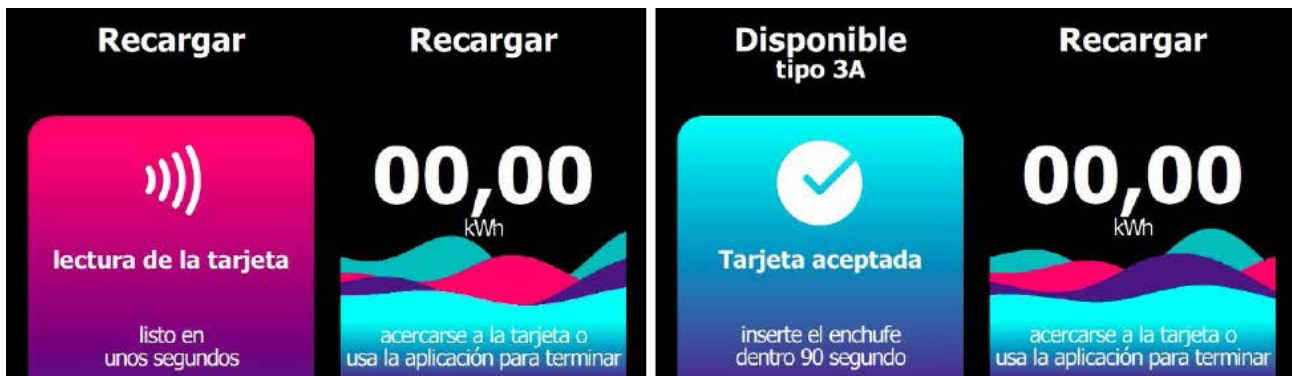 Recargar
lectura de la tarjeta
listo en
unos segundos
Recargar
00,00
kWh
acercarse a la tarjeta o
usa la aplicación para terminar
Disponible
tipo 3A
Tarjeta aceptada
inserte el enchufe
dentro 90 segundo
Recargar
00,00
kWh
acercarse a la tarjeta o
usa la aplicación para terminar